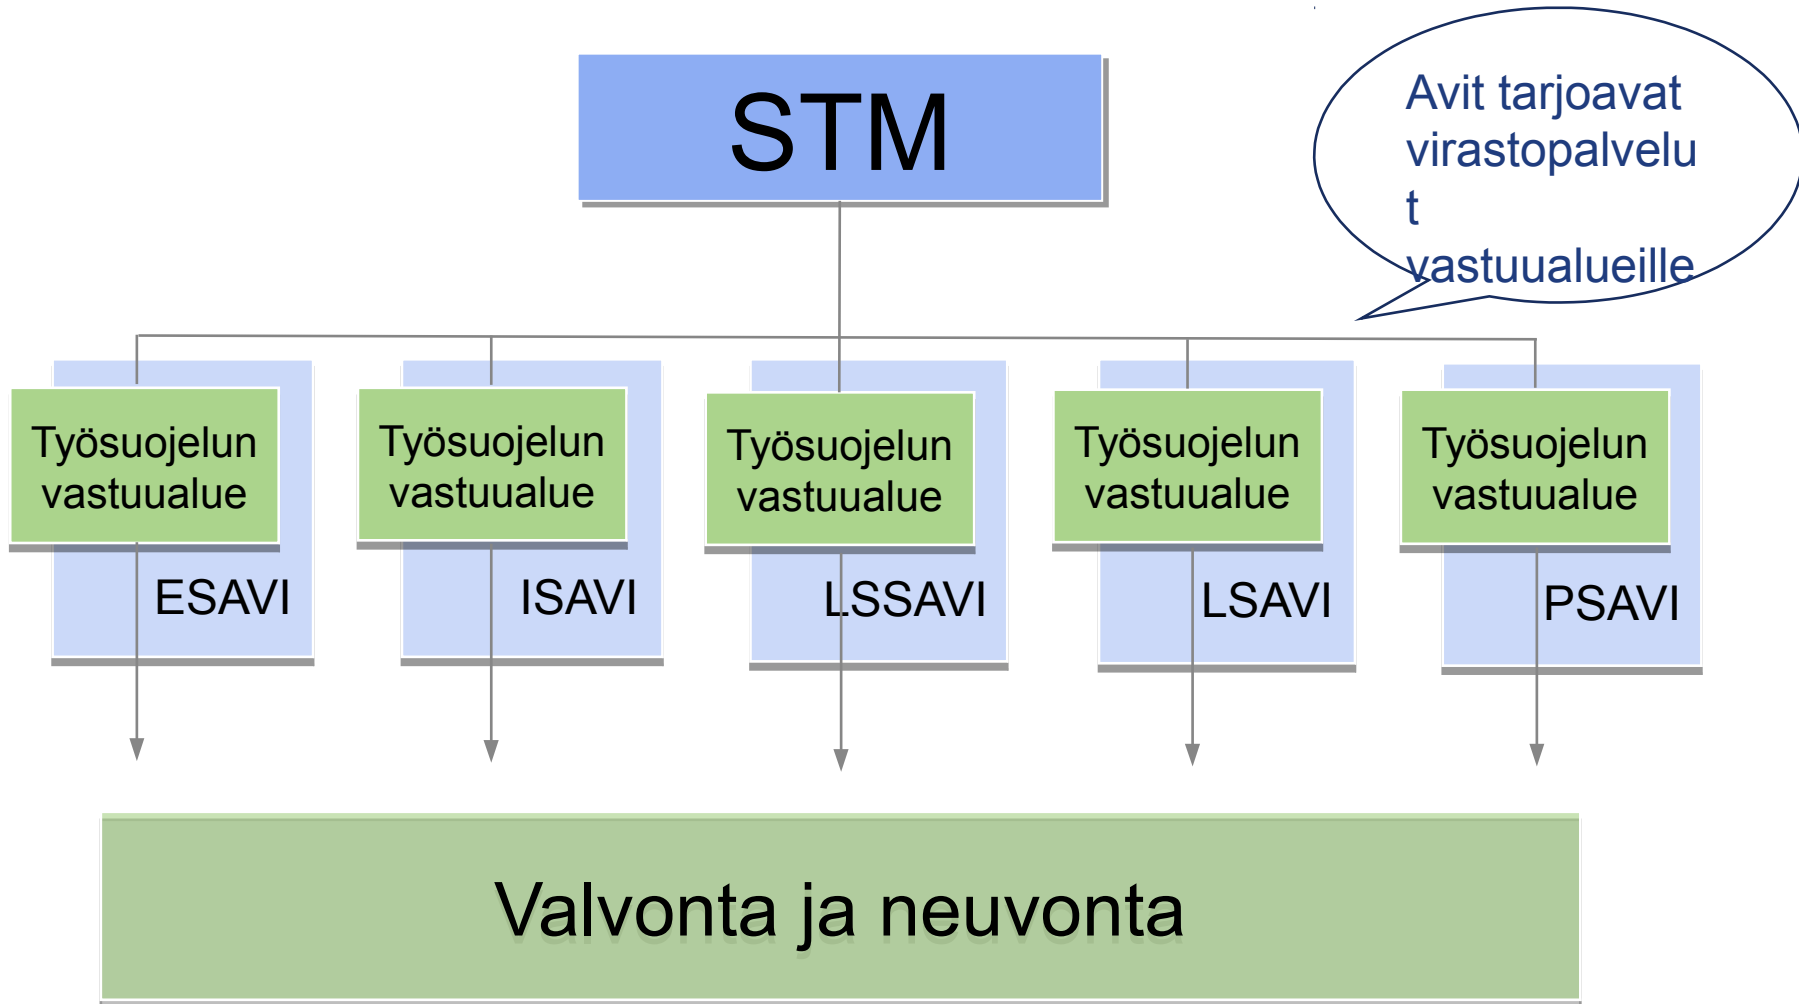 STM
Avit tarjoavat
virastopalvelu
t
vastuualueille
Työsuojelun
vastuualue
ESAVI
Työsuojelun
vastuualue
ISAVI
Työsuojelun
vastuualue
LSSAVI
Työsuojelun
vastuualue
LSAVI
Työsuojelun
vastuualue
PSAVI
Valvonta ja neuvonta